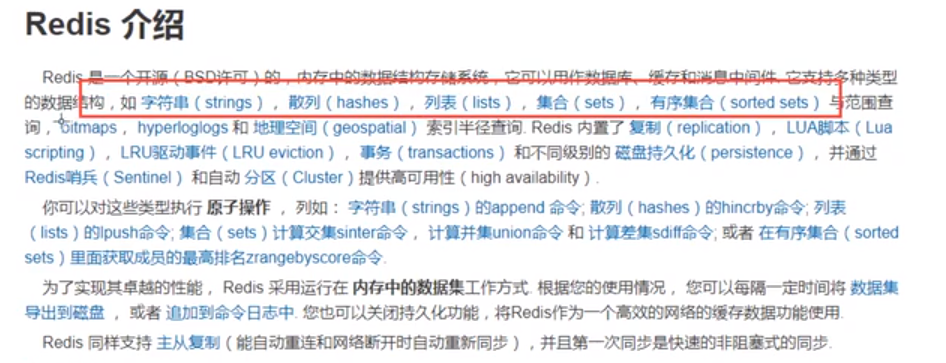 Redis 介绍
Redis 是一个开源（BSD许可）的，内存中的数据结构存储系统，它可以用作数据库、缓存和消息中间件. 它支持多种类型
的数据结构，如 字符串（strings）， 散列（hashes）， 列表（lists）， 集合（sets）， 有序集合（sorted sets） 与范围查
询， bitmaps， hyperloglogs 和 地理空间（geospatial） 索引半径查询. Redis 内置了 复制（replication）， LUA脚本（Lua
scripting）， LRU驱动事件（LRU eviction）， 事务（transactions） 和不同级别的 磁盘持久化（persistence）， 并通过
Redis哨兵（Sentinel） 和自动 分区（Cluster）提供高可用性（high availability）.
你可以对这些类型执行 原子操作 ， 列如： 字符串（strings）的append 命令; 散列（hashes）的hincrby命令; 列表
（lists）的lpush命令; 集合（sets）计算交集sinter命令， 计算并集union命令 和 计算差集sdiff命令; 或者 在有序集合（sorted
sets）里面获取成员的最高排名zrangebyscore命令.
为了实现其卓越的性能， Redis 采用运行在 内存中的数据集工作方式. 根据您的使用情况， 您可以每隔一定时间将 数据集
导出到磁盘 ， 或者 追加到命令日志中. 您也可以关闭持久化功能，将Redis作为一个高效的网络的缓存数据功能使用.
Redis 同样支持 主从复制（能自动重连和网络断开时自动重新同步），并且第一次同步是快速的非阻塞式的同步.